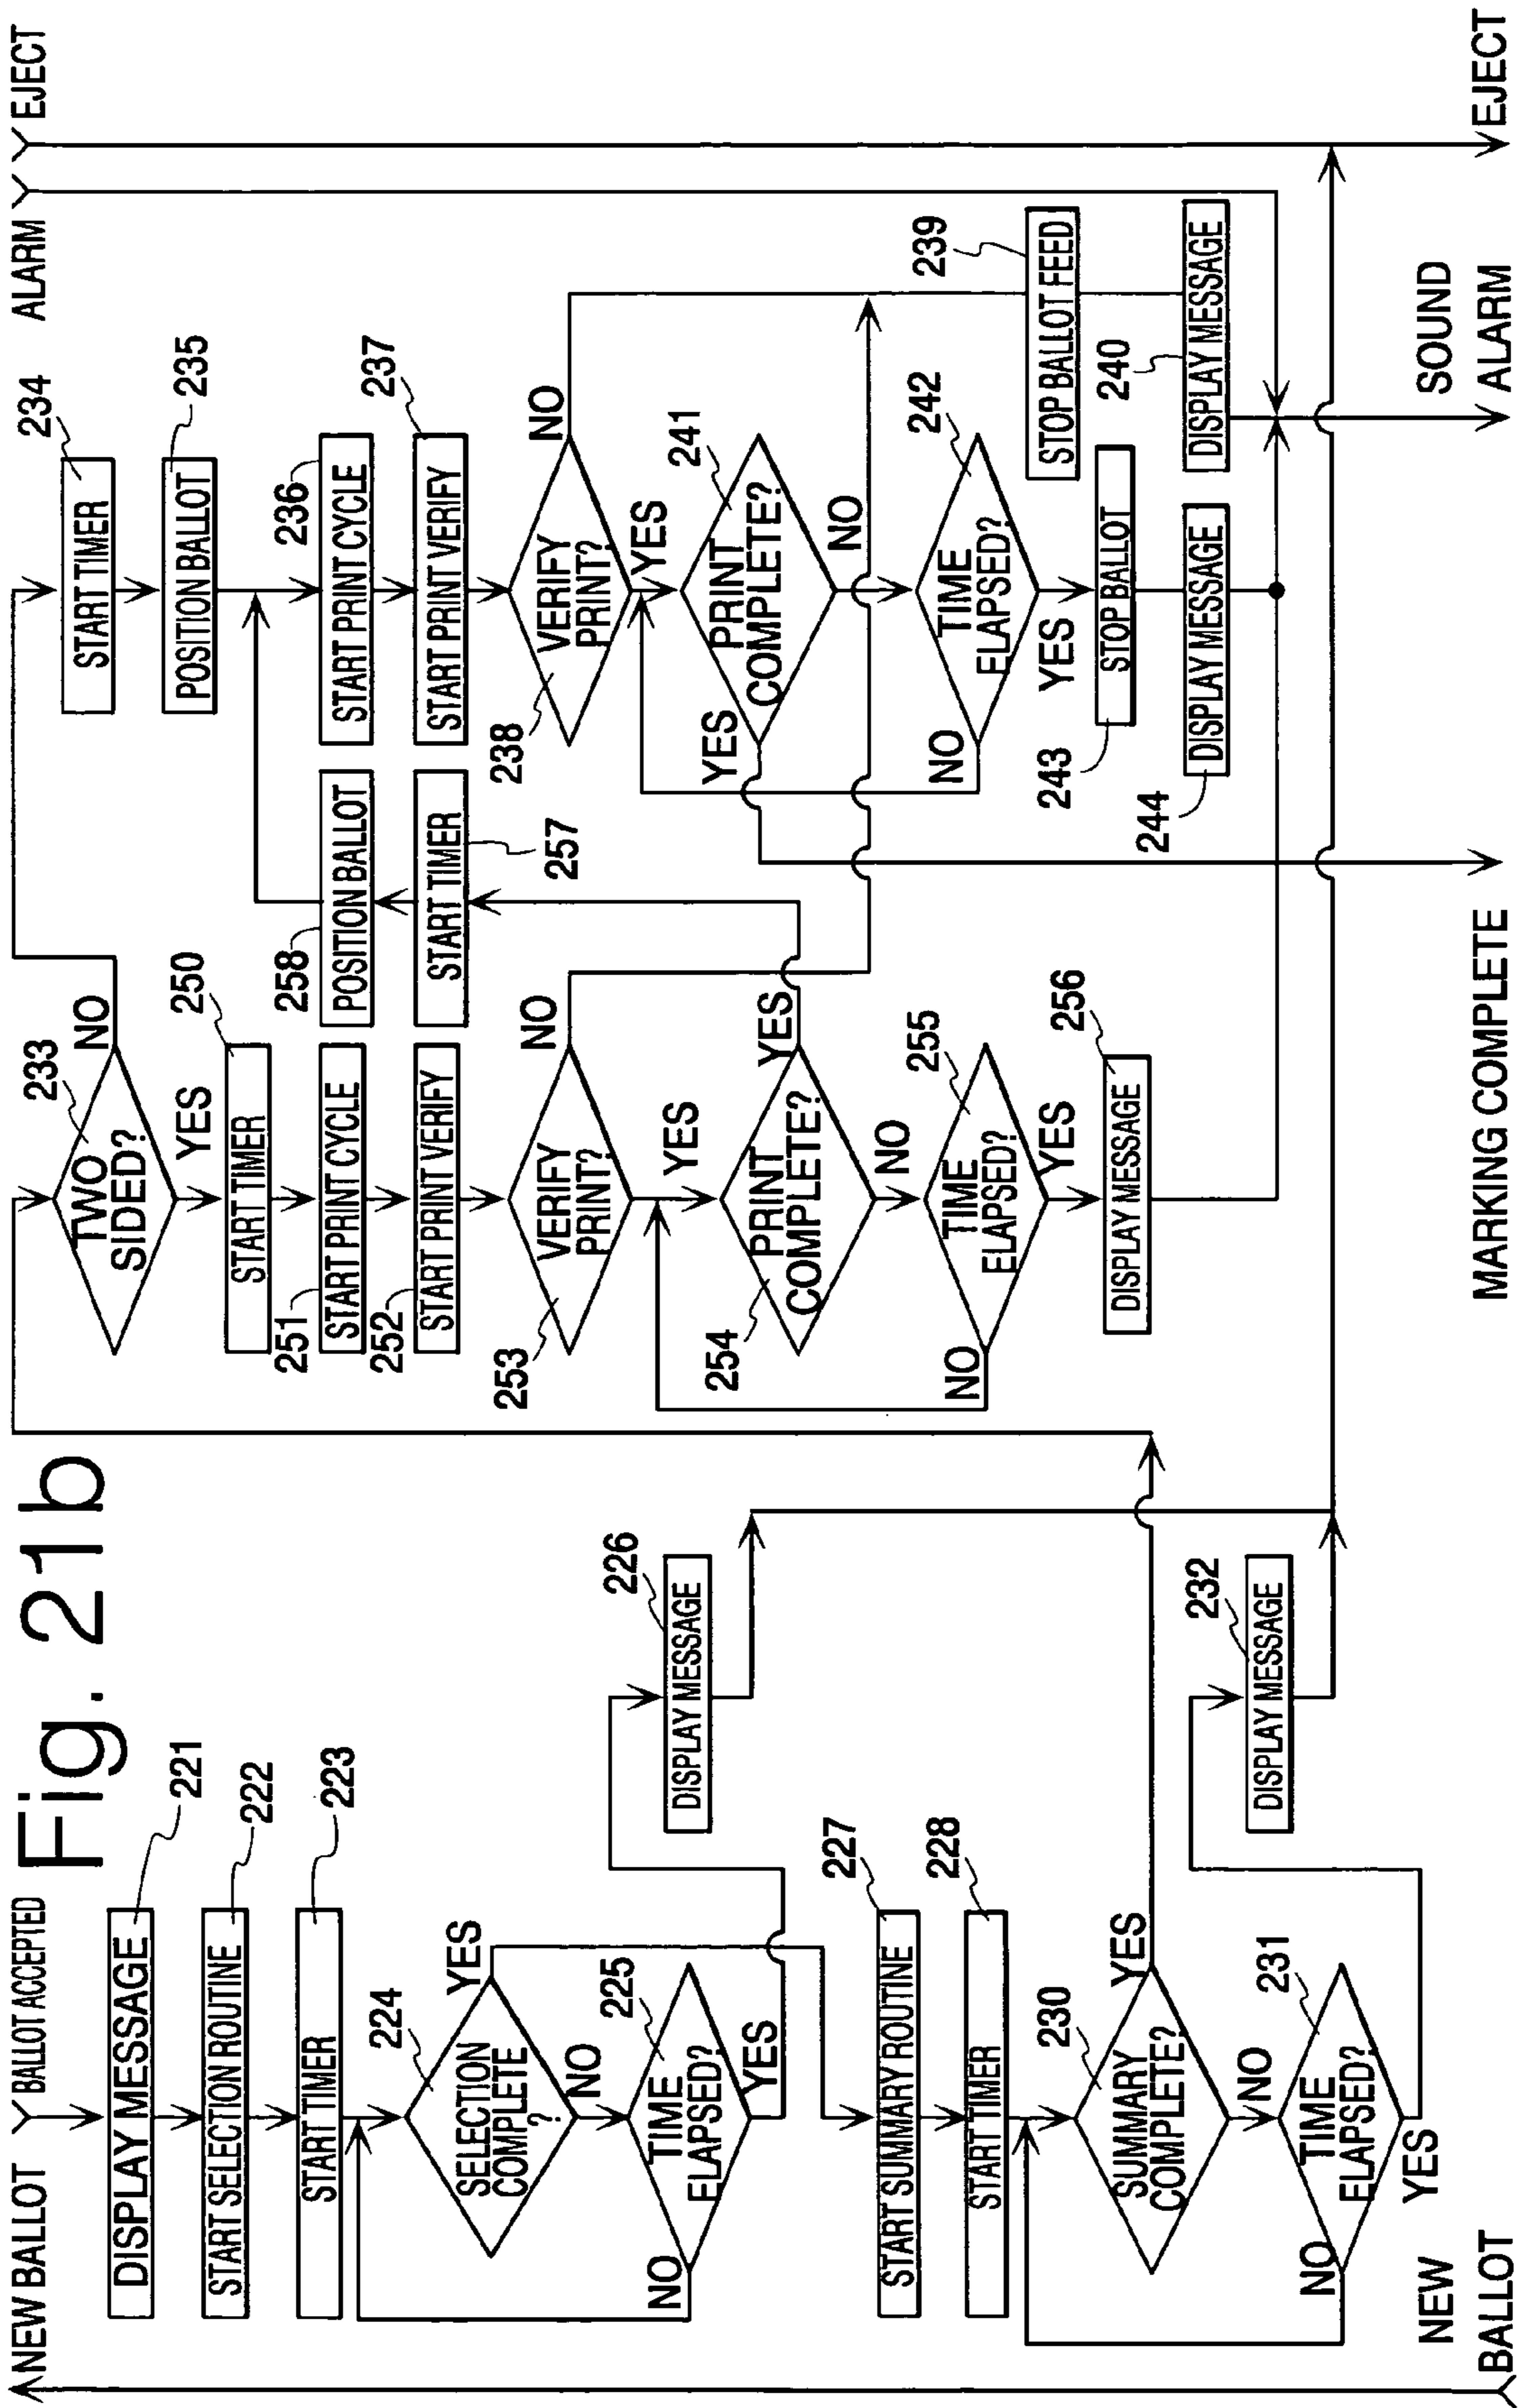 Fig. 21b
NEW BALLOT
BALLOT ACCEPTED
221
DISPLAY MESSAGE
222
START SELECTION ROUTINE
223
START TIMER
224
SELECTION
COMPLETE
?
YES
NO
225
TIME
ELAPSED?
NO
YES
226
DISPLAY MESSAGE
227
START SUMMARY ROUTINE
228
START TIMER
230
SUMMARY
COMPLETE?
YES
NO
231
TIME
ELAPSED?
NO
YES
232
DISPLAY MESSAGE
NEW
BALLOT
233
TWO
SIDED?
NO
YES
250
START TIMER
251
START PRINT CYCLE
252
START PRINT VERIFY
253
VERIFY
PRINT?
NO
YES
254
PRINT
COMPLETE?
YES
NO
255
TIME
ELAPSED?
NO
YES
256
DISPLAY MESSAGE
258
POSITION BALLOT
257
START TIMER
234
START TIMER
235
POSITION BALLOT
236
START PRINT CYCLE
237
START PRINT VERIFY
238
VERIFY
PRINT?
NO
YES
241
PRINT
COMPLETE?
YES
NO
242
TIME
ELAPSED?
NO
YES
243
STOP BALLOT
244
DISPLAY MESSAGE
239
STOP BALLOT FEED
240
DISPLAY MESSAGE
ALARM
EJECT
MARKING COMPLETE
SOUND
ALARM
EJECT